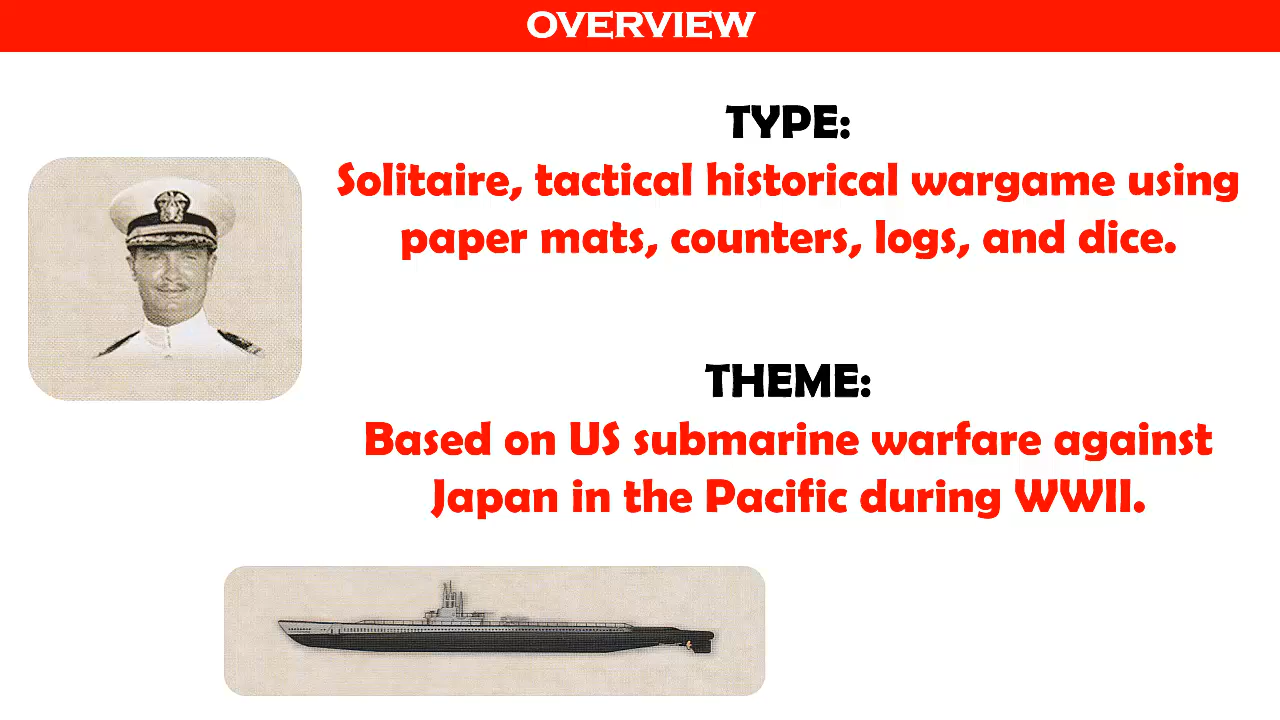 OVERVIEW
TYPE:
Solitaire, tactical historical wargame using
paper mats, counters, logs, and dice.
THEME:
Based on US submarine warfare against
Japan in the Pacific during WWII.